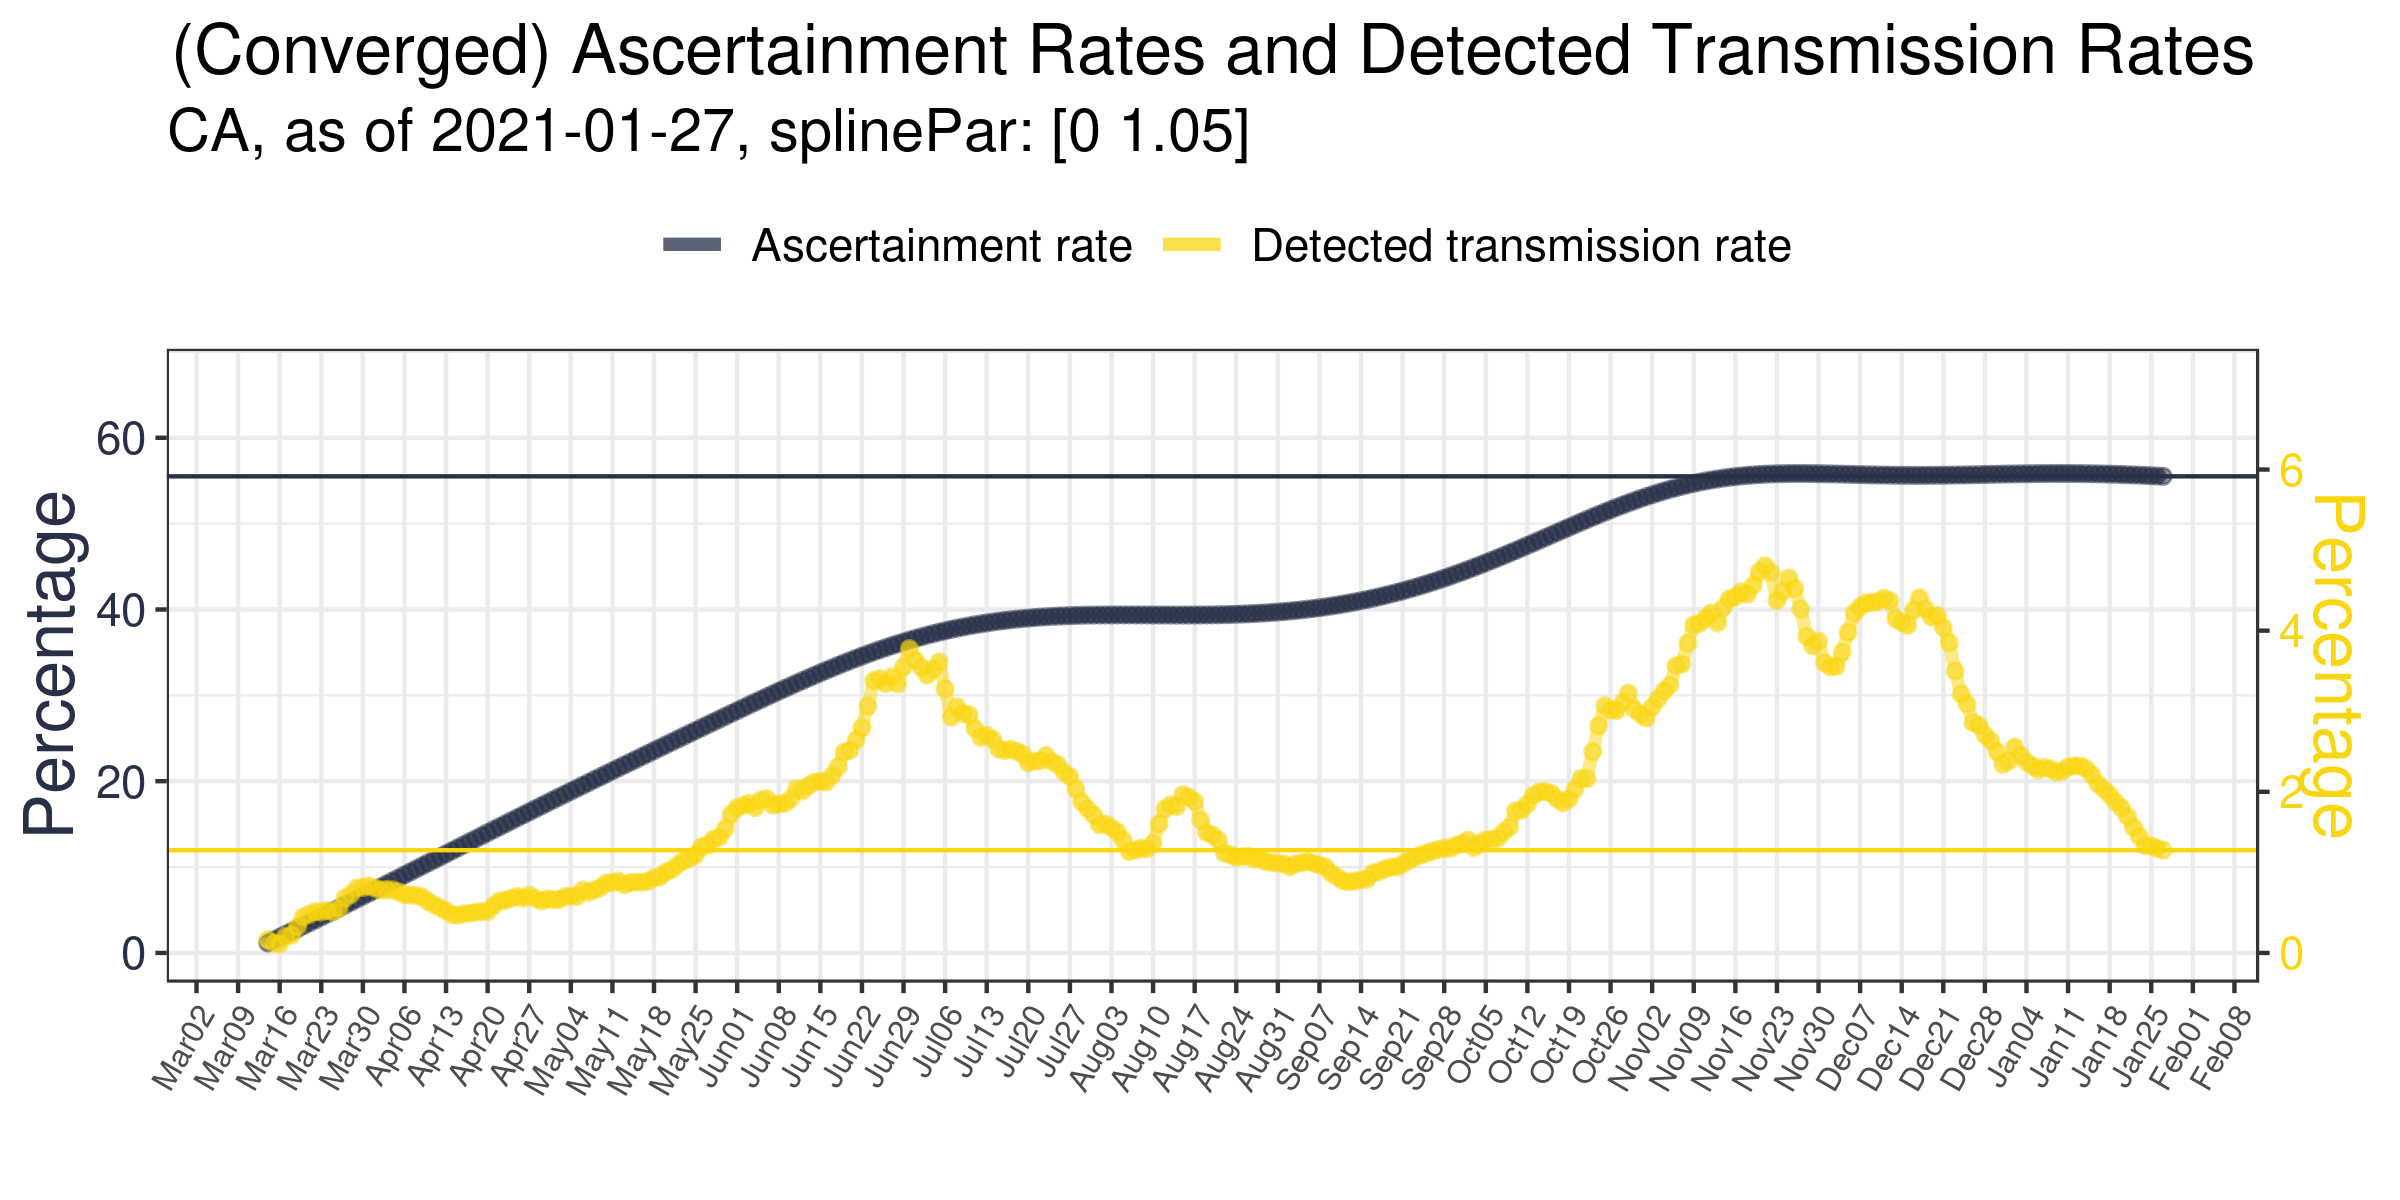 (Converged) Ascertainment Rates and Detected Transmission Rates
CA, as of 2021-01-27, splinePar: [0 1.05]
Ascertainment rate Detected transmission rate
Percentage
60
40
20
0
6
4
2
0
Percentage
Mar02 Mar09 Mar16 Mar23 Mar30 Apr06 Apr13 Apr20 Apr27 May04 May11 May18 May25 Jun01 Jun08 Jun15 Jun22 Jun29 Jul06 Jul13 Jul20 Jul27 Aug03 Aug10 Aug17 Aug24 Aug31 Sep07 Sep14 Sep21 Sep28 Oct05 Oct12 Oct19 Oct26 Nov02 Nov09 Nov16 Nov23 Nov30 Dec07 Dec14 Dec21 Dec28 Jan04 Jan11 Jan18 Jan25 Feb01 Feb08